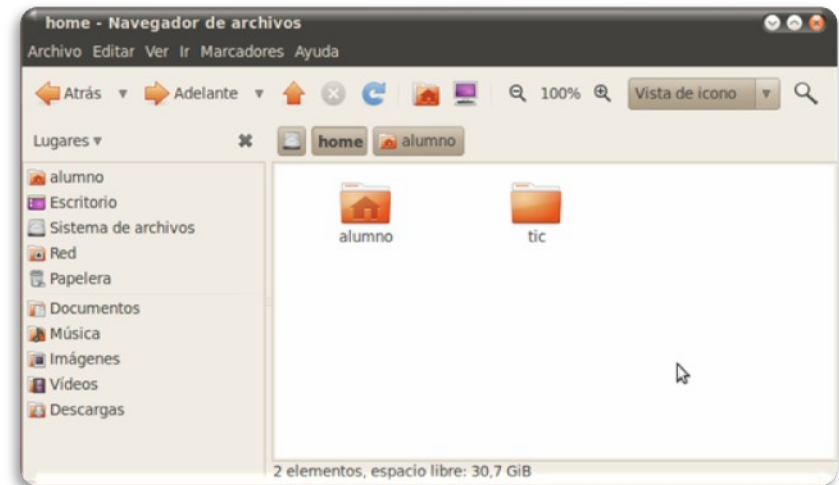 home - Navegador de archivos
Archivo Editar Ver Ir Marcadores Ayuda
Atrás Adelante 100% Vista de icono
Lugares home alumno
alumno
Escritorio
Sistema de archivos
Red
Papelera
Documentos
Música
Imágenes
Vídeos
Descargas
alumno tic
2 elementos, espacio libre: 30,7 GiB